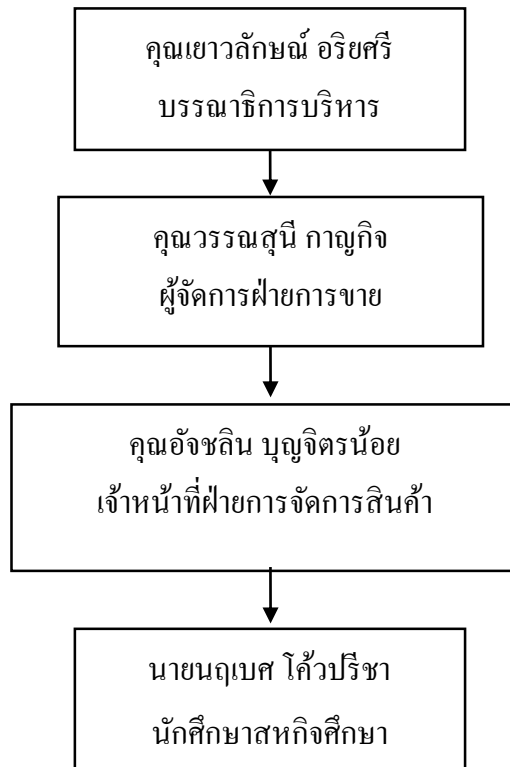 คุณเยาวลักษณ์ อริยศรี
บรรณาธิการบริหาร
คุณวรรณสุนี กาญกิจ
ผู้จัดการฝ่ายการขาย
คุณอัจชลิน บุญจิตรน้อย
เจ้าหน้าที่ฝ่ายการจัดการสินค้า
นายนฤเบศ โค้วปรีชา
นักศึกษาสหกิจศึกษา